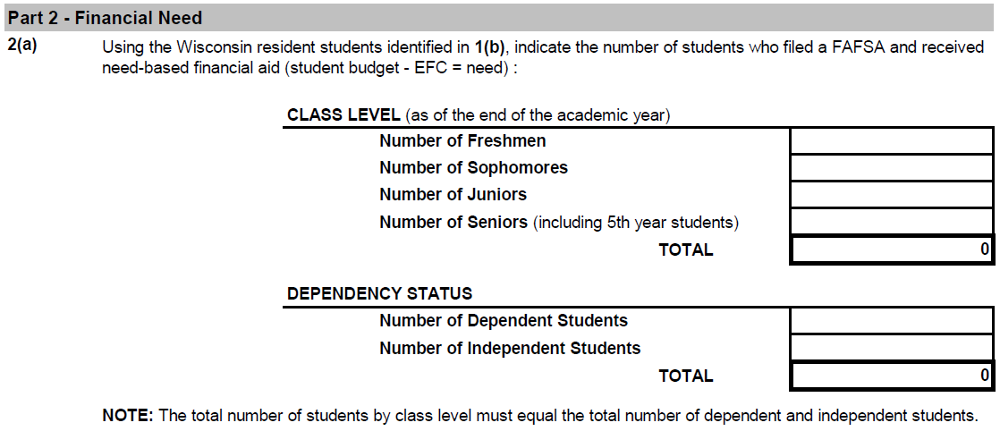 Part 2 - Financial Need
2(a) Using the Wisconsin resident students identified in 1(b), indicate the number of students who filed a FAFSA and received
need-based financial aid (student budget - EFC = need) :
CLASS LEVEL (as of the end of the academic year)
Number of Freshmen
Number of Sophomores
Number of Juniors
Number of Seniors (including 5th year students)
TOTAL 0
DEPENDENCY STATUS
Number of Dependent Students
Number of Independent Students
TOTAL 0
NOTE: The total number of students by class level must equal the total number of dependent and independent students.